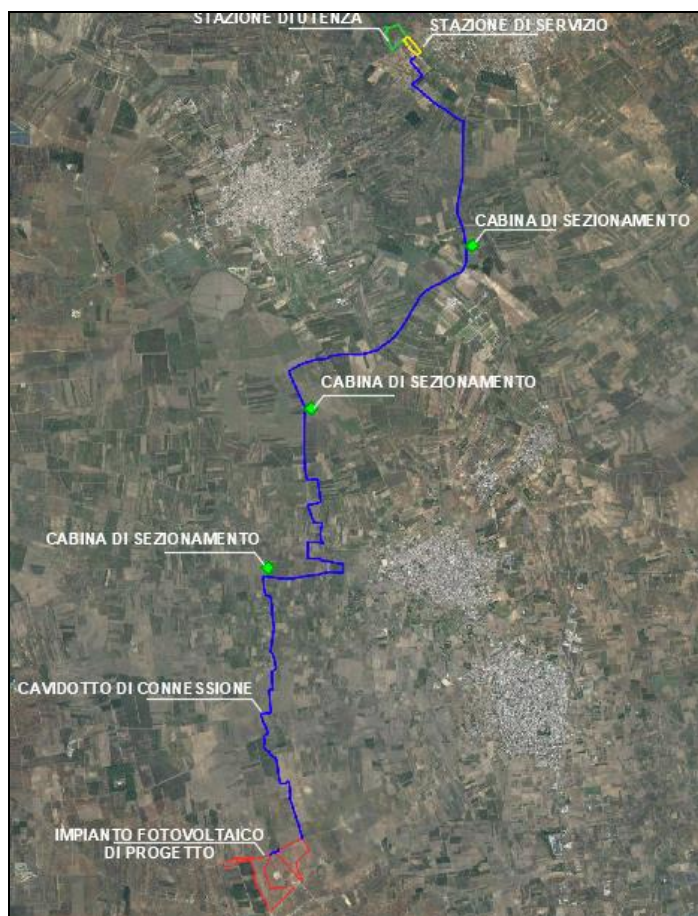 STAZIONE DI UTENZA
STAZIONE DI SERVIZIO
CABINA DI SEZIONAMENTO
CABINA DI SEZIONAMENTO
CABINA DI SEZIONAMENTO
CAVIDOTTO DI CONNESSIONE
IMPIANTO FOTOVOLTAICO
DI PROGETTO